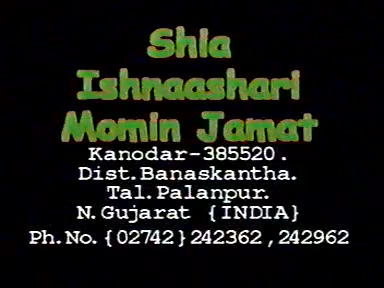 Shia
Ishnaashari
Momin Jamat
Kanodar-385520.
Dist.Banaskantha.
Tal.Palanpur.
N.Gujarat {INDIA}
Ph.No.{02742}242362,242962